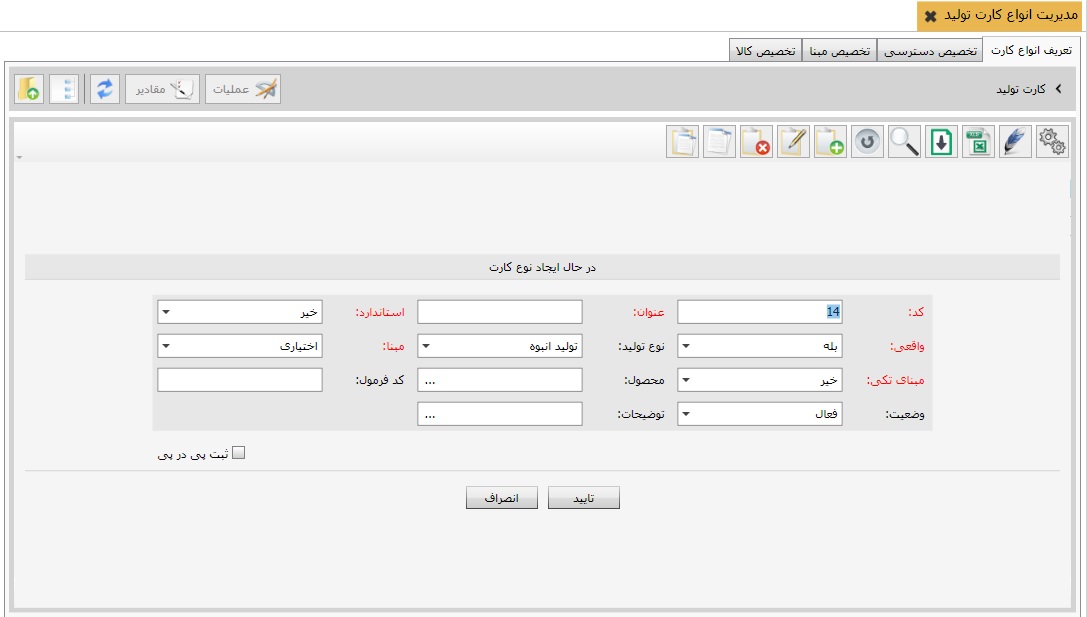 مدیریت انواع کارت تولید
تعریف انواع کارت تخصیص دسترسی تخصیص مبنا تخصیص کالا
کارت تولید عملیات مقادیر
در حال ایجاد نوع کارت
کد: 14 عنوان: استاندارد: خیر
واقعی: بله نوع تولید: تولید انبوه مبنا: اختیاری
مبنای تکی: خیر محصول: ... کد فرمول:
وضعیت: فعال توضیحات: ...
ثبت پی در پی
تایید انصراف